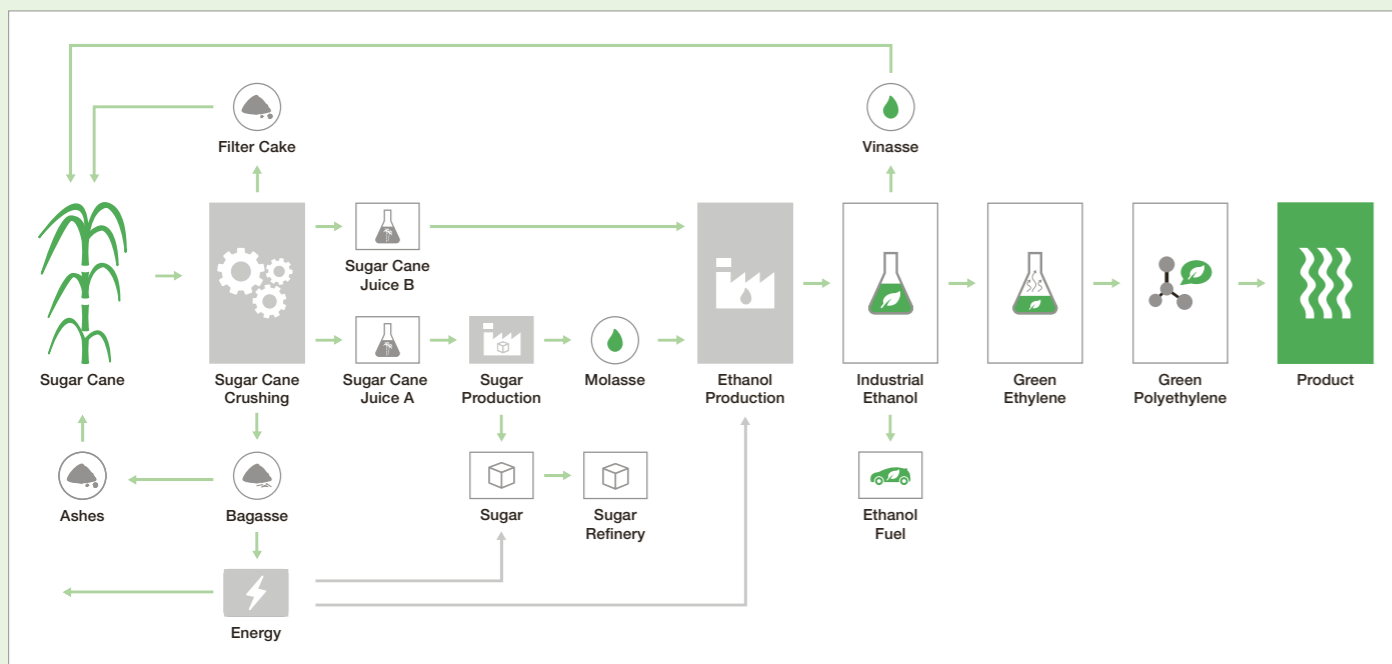 Filter Cake
Vinasse
Sugar Cane
Juice B
Sugar Cane
Sugar Cane
Crushing
Sugar Cane
Juice A
Sugar
Production
Molasse
Ethanol
Production
Industrial
Ethanol
Green
Ethylene
Green
Polyethylene
Product
Ashes
Bagasse
Sugar
Sugar
Refinery
Ethanol
Fuel
Energy